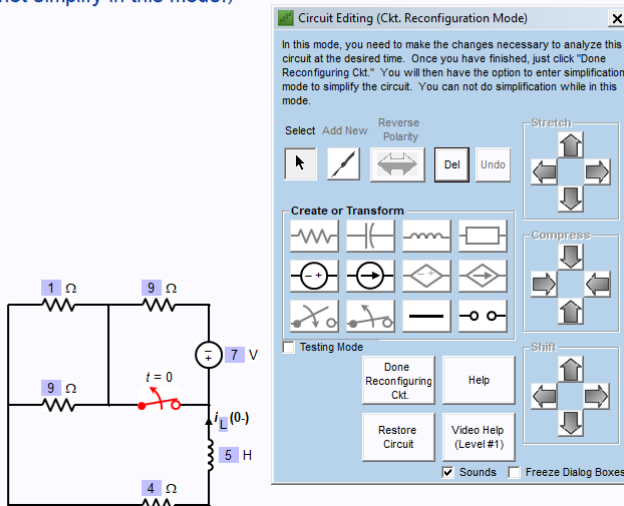 not simplify in this mode.)
Circuit Editing (Ckt. Reconfiguration Mode)
In this mode, you need to make the changes necessary to analyze this
circuit at the desired time. Once you have finished, just click "Done
Reconfiguring Ckt." You will then have the option to enter simplification
mode to simplify the circuit. You can not do simplification while in this
mode.
Select Add New Reverse
Polarity
Del Undo
Stretch
Create or Transform
Compress
Testing Mode
Done
Reconfiguring
Ckt.
Help
Restore
Circuit
Video Help
(Level #1)
Shift
Sounds Freeze Dialog Boxes
1 Ω 9 Ω
7 V
9 Ω t = 0
i L (0-)
5 H
4 Ω